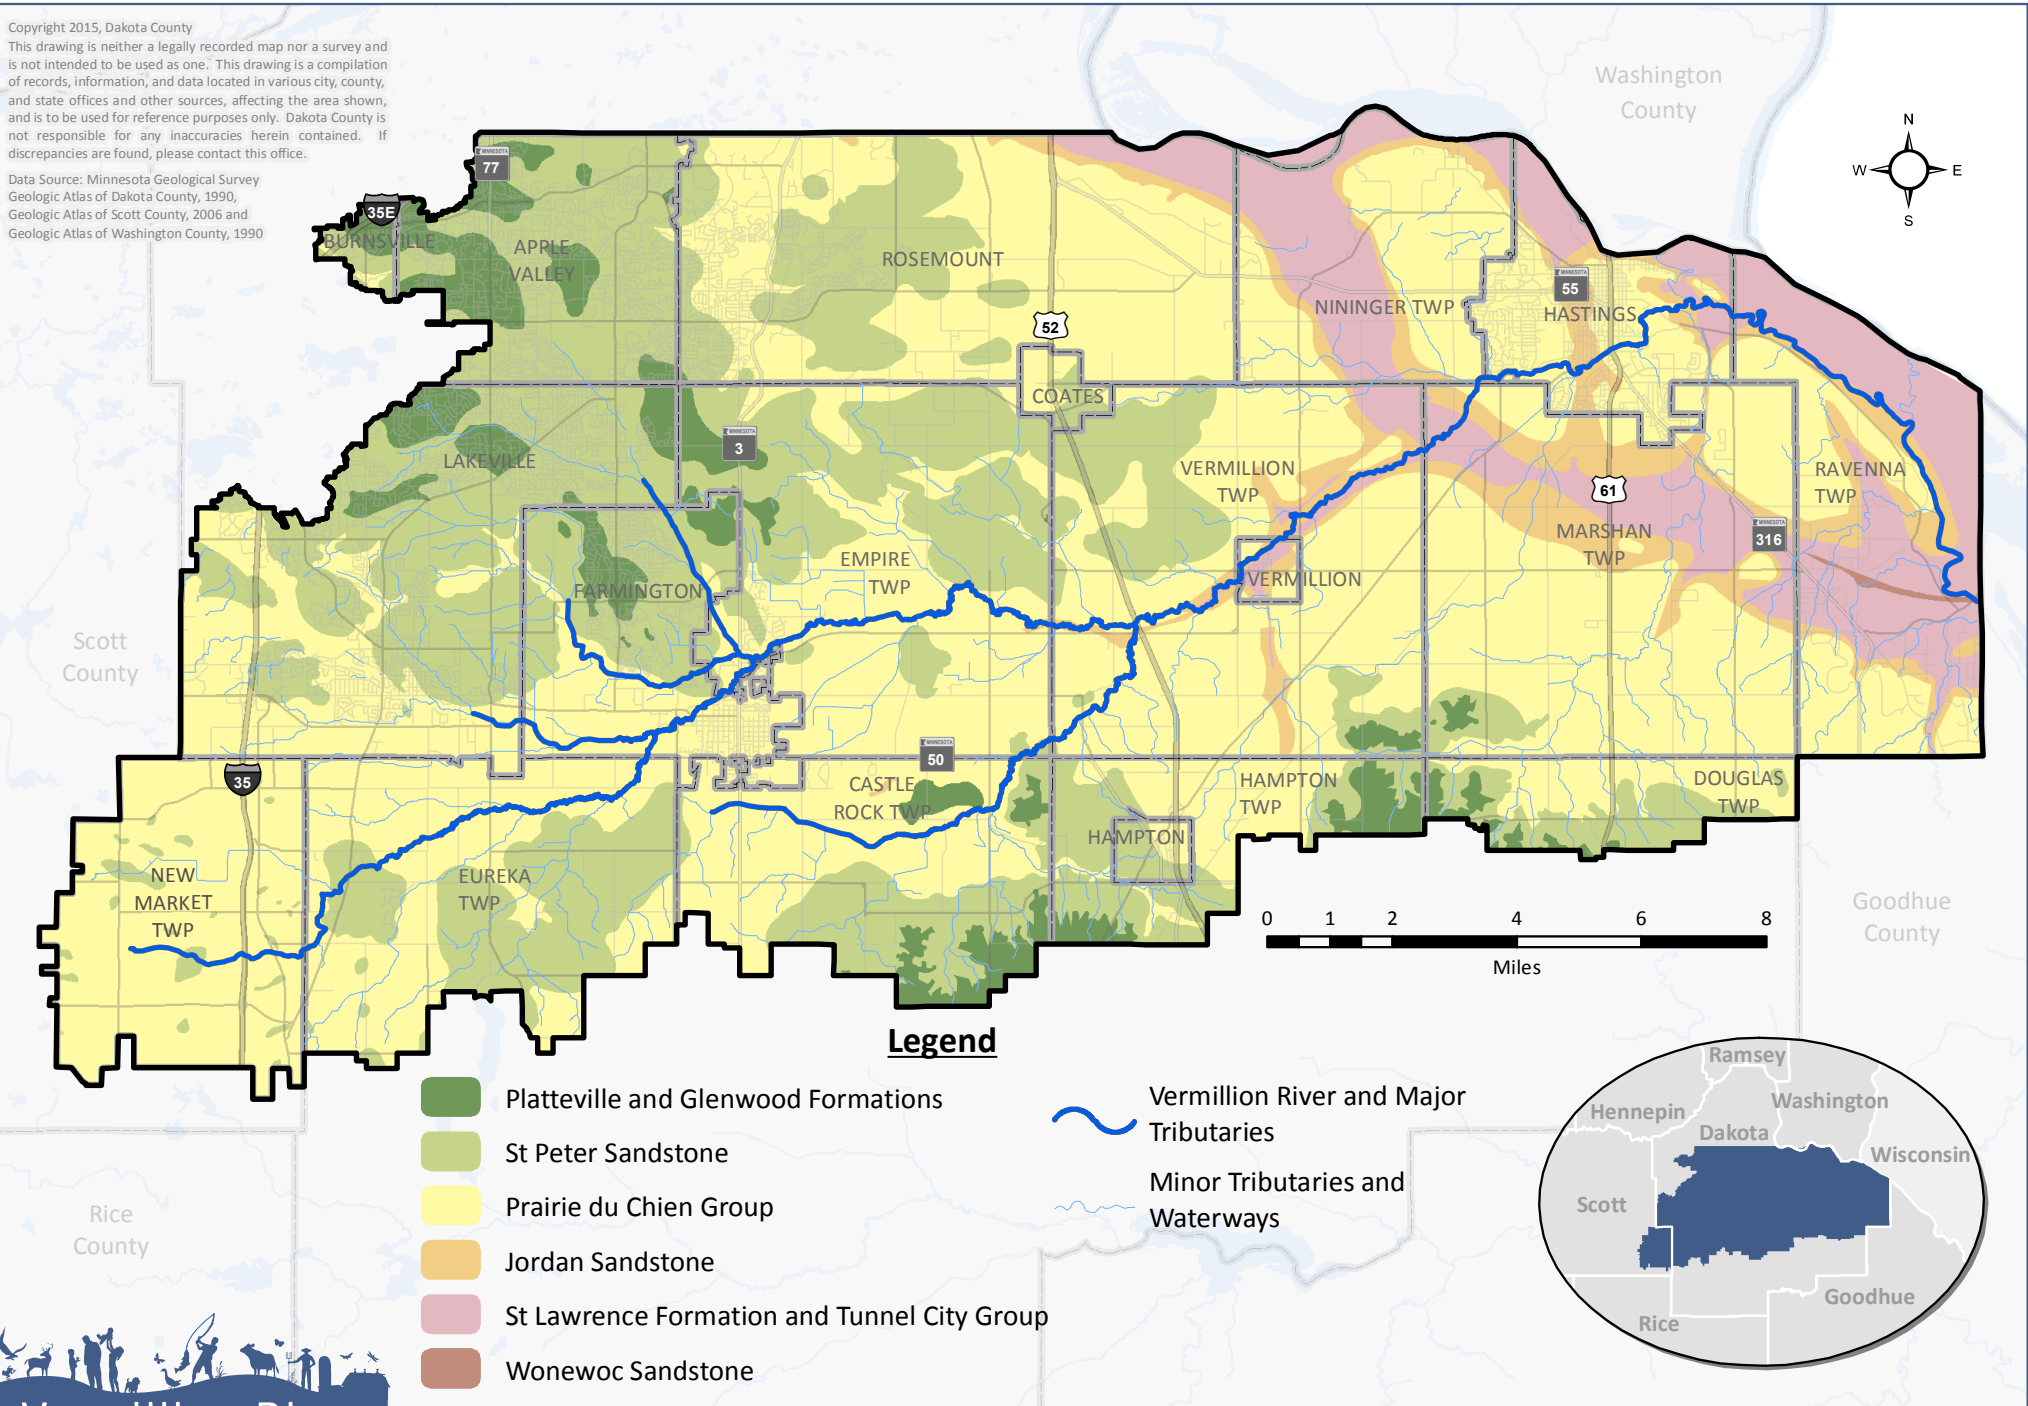 Copyright 2015, Dakota County
This drawing is neither a legally recorded map nor a survey and
is not intended to be used as one. This drawing is a compilation
of records, information, and data located in various city, county,
and state offices and other sources, affecting the area shown,
and is to be used for reference purposes only. Dakota County is
not responsible for any inaccuracies herein contained. If
discrepancies are found, please contact this office.
Data Source: Minnesota Geological Survey
Geologic Atlas of Dakota County, 1990,
Geologic Atlas of Scott County, 2006 and
Geologic Atlas of Washington County, 1990
Washington
County
N
W
E
S
MINNESOTA
77
35E
BURNSVILLE
APPLE
VALLEY
ROSEMOUNT
52
NININGER TWP
MINNESOTA
55
HASTINGS
COATES
MINNESOTA
3
LAKEVILLE
VERMILLION
TWP
61
RAVENNA
TWP
MARSHAN
TWP
MINNESOTA
316
EMPIRE
TWP
FARMINGTON
VERMILLION
Scott
County
35
MINNESOTA
50
CASTLE
ROCK TWP
HAMPTON
TWP
DOUGLAS
TWP
HAMPTON
NEW
MARKET
TWP
EUREKA
TWP
Goodhue
County
0 1 2 4 6 8
Miles
Legend
Platteville and Glenwood Formations
St Peter Sandstone
Prairie du Chien Group
Jordan Sandstone
St Lawrence Formation and Tunnel City Group
Wonewoc Sandstone
Vermillion River and Major
Tributaries
Minor Tributaries and
Waterways
Rice
County
Ramsey
Hennepin
Washington
Dakota
Wisconsin
Scott
Goodhue
Rice